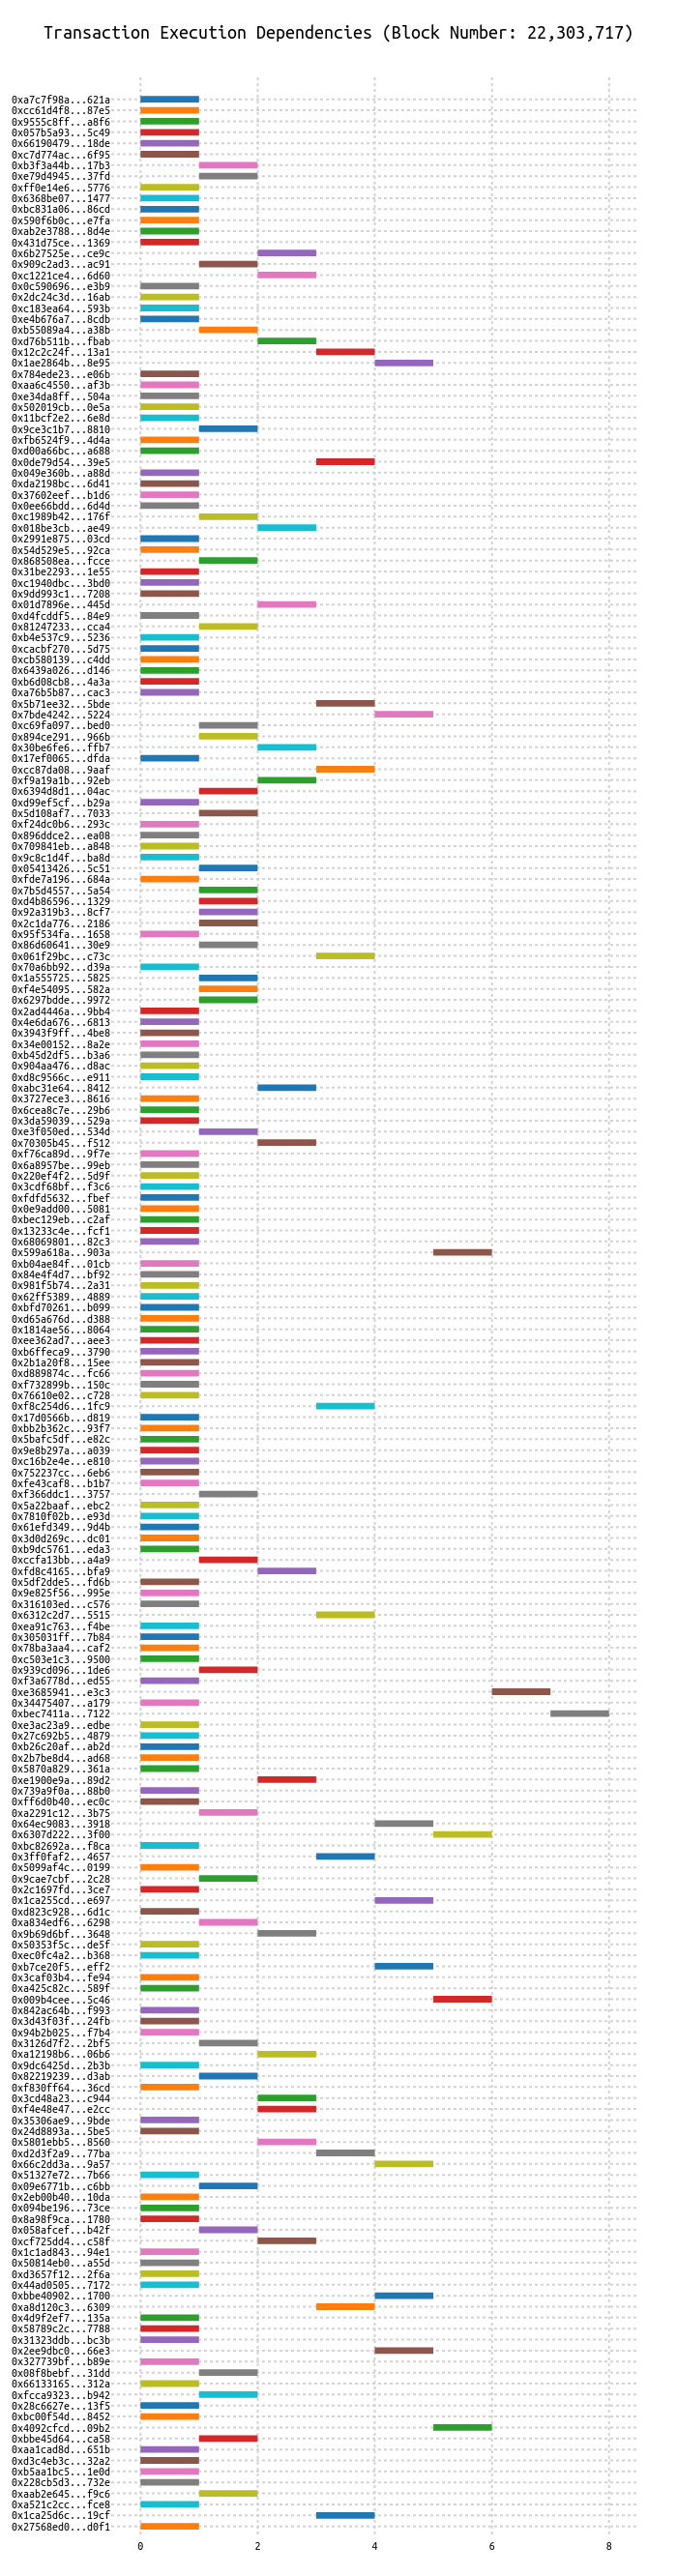 Transaction Execution Dependencies (Block Number: 22,303,717)
0xa7c7f98a...621a
0xcc61d4f8...87e5
0x9555c8ff...a8f6
0x057b5a93...5c49
0x66190479...18de
0xc7d774ac...6f95
0xb3f3a44b...17b3
0xe79d4945...37fd
0xff0e14e6...5776
0x6368be07...1477
0xbc831a06...86cd
0x590f6b0c...e7fa
0xab2e3788...8d4e
0x431d75ce...1369
0x6b27525e...ce9c
0x909c2ad3...ac91
0xc1221ce4...6d60
0x0c590696...e3b9
0x2dc24c3d...16ab
0xc183ea64...593b
0xe4b676a7...8cdb
0xb55089a4...a38b
0xd76b511b...fbab
0x12c2c24f...13a1
0x1ae2864b...8e95
0x784ede23...e06b
0xaa6c4550...af3b
0xe34da8ff...504a
0x502019cb...0e5a
0x11bcf2e2...6e8d
0x9ce3c1b7...8810
0xfb6524f9...4d4a
0xd00a66bc...a688
0x0de79d54...39e5
0x049e360b...a88d
0xda2198bc...6d41
0x37602eef...b1d6
0x0ee66bdd...6d4d
0xc1989b42...176f
0x018be3cb...ae49
0x2991e875...03cd
0x54d529e5...92ca
0x868508ea...fcce
0x31be2293...1e55
0xc1940dbc...3bd0
0x9dd993c1...7208
0x01d7896e...445d
0xd4fcddf5...84e9
0x81247233...cca4
0xb4e537c9...5236
0xcacbf270...5d75
0xcb580139...c4dd
0x6439a026...d146
0xb6d08cb8...4a3a
0xa76b5b87...cac3
0x5b71ee32...5bde
0x7bde4242...5224
0xc69fa097...bed0
0x894ce291...966b
0x30be6fe6...ffb7
0x17ef0065...dfda
0xcc87da08...9aaf
0xf9a19a1b...92eb
0x6394d8d1...04ac
0xd99ef5cf...b29a
0x5d108af7...7033
0xf24dc0b6...293c
0x896ddce2...ea08
0x709841eb...a848
0x9c8c1d4f...ba8d
0x05413426...5c51
0xfde7a196...684a
0x7b5d4557...5a54
0xd4b86596...1329
0x92a319b3...8cf7
0x2c1da776...2186
0x95f534fa...1658
0x86d60641...30e9
0x061f29bc...c73c
0x70a6bb92...d39a
0x1a555725...5825
0xf4e54095...582a
0x6297bdde...9972
0x2ad4446a...9bb4
0x4e6da676...6813
0x3943f9ff...4be8
0x34e00152...8a2e
0xb45d2df5...b3a6
0x904aa476...d8ac
0xd8c9566c...e911
0xabc31e64...8412
0x3727ece3...8616
0x6cea8c7e...29b6
0x3da59039...529a
0xe3f050ed...534d
0x70305b45...f512
0xf76ca89d...9f7e
0x6a8957be...99eb
0x220ef4f2...5d9f
0x3cdf68bf...f3c6
0xfdfd5632...fbef
0x0e9add00...5081
0xbec129eb...c2af
0x13233c4e...fcf1
0x68069801...82c3
0x599a618a...903a
0xb04ae84f...01cb
0x84e4f4d7...bf92
0x981f5b74...2a31
0x62ff5389...4889
0xbfd70261...b099
0xd65a676d...d388
0x1814ae56...8064
0xee362ad7...aee3
0xb6ffeca9...3790
0x2b1a20f8...15ee
0xd889874c...fc66
0xf732899b...150c
0x76610e02...c728
0xf8c254d6...1fc9
0x17d0566b...d819
0xbb2b362c...93f7
0x5bafc5df...e82c
0x9e8b297a...a039
0xc16b2e4e...e810
0x752237cc...6eb6
0xfe43caf8...b1b7
0xf366ddc1...3757
0x5a22baaf...ebc2
0x7810f02b...e93d
0x61efd349...9d4b
0x3d0d269c...dc01
0xb9dc5761...eda3
0xccfa13bb...a4a9
0xfd8c4165...bfa9
0x5df2dde5...fd6b
0x9e825f56...995e
0x316103ed...c576
0x6312c2d7...5515
0xea91c763...f4be
0x305031ff...7b84
0x78ba3aa4...caf2
0xc503e1c3...9500
0x939cd096...1de6
0xf3a6778d...ed55
0xe3685941...e3c3
0x34475407...a179
0xbec7411a...7122
0xe3ac23a9...edbe
0x27c692b5...4879
0xb26c20af...ab2d
0x2b7be8d4...ad68
0x5870a829...361a
0xe1900e9a...89d2
0x739a9f0a...88b0
0xff6d0b40...ec0c
0xa2291c12...3b75
0x64ec9083...3918
0x6307d222...3f00
0xbc82692a...f8ca
0x3ff0faf2...4657
0x5099af4c...0199
0x9cae7cbf...2c28
0x2c1697fd...3ce7
0x1ca255cd...e697
0xd823c928...6d1c
0xa834edf6...6298
0x9b69d6bf...3648
0x50353f5c...de5f
0xec0fc4a2...b368
0xb7ce20f5...eff2
0x3caf03b4...fe94
0xa425c82c...589f
0x009b4cee...5c46
0x842ac64b...f993
0x3d43f03f...24fb
0x94b2b025...f7b4
0x3126d7f2...2bf5
0xa12198b6...06b6
0x9dc6425d...2b3b
0x82219239...d3ab
0xf830ff64...36cd
0x3cd48a23...c944
0xf4e48e47...e2cc
0x35306ae9...9bde
0x24d8893a...5be5
0x5801ebb5...8560
0xd2d3f2a9...77ba
0x66c2dd3a...9a57
0x51327e72...7b66
0x09e6771b...c6bb
0x2eb00b40...10da
0x094be196...73ce
0x8a98f9ca...1780
0x058afcef...b42f
0xcf725dd4...c58f
0x1c1ad843...94e1
0x50814eb0...a55d
0xd3657f12...2f6a
0x44ad0505...7172
0xbbe40902...1700
0xa8d120c3...6309
0x4d9f2ef7...135a
0x58789c2c...7788
0x31323ddb...bc3b
0x2ee9dbc0...66e3
0x327739bf...b89e
0x08f8bebf...31dd
0x66133165...312a
0xfcca9323...b942
0x28c6627e...13f5
0xbc00f54d...8452
0x4092cfcd...09b2
0xbbe45d64...ca58
0xaa1cad8d...651b
0xd3c4eb3c...32a2
0xb5aa1bc5...1e0d
0x228cb5d3...732e
0xaab2e645...f9c6
0xa521c2cc...fce8
0x1ca25d6c...19cf
0x27568ed0...d0f1
0 2 4 6 8